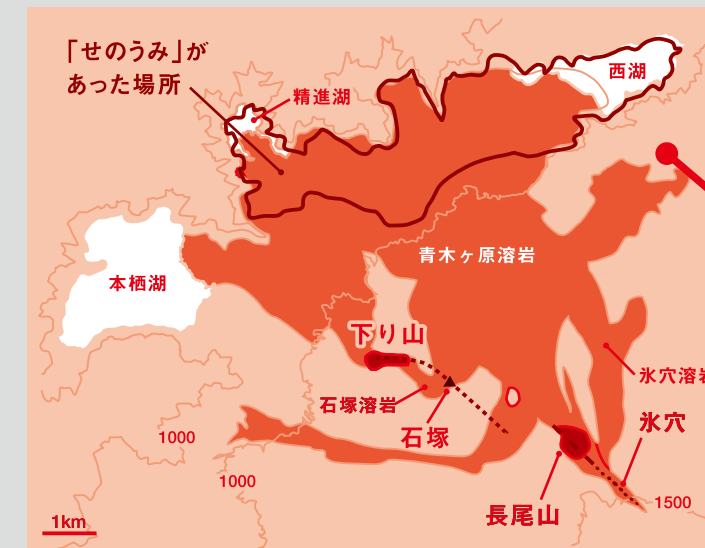 「せのうみ」が
あった場所
精進湖
西湖
本栖湖
青木ヶ原溶岩
下り山
石塚溶岩
石塚
氷穴溶岩
氷穴
長尾山
1000
1000
1500
1km